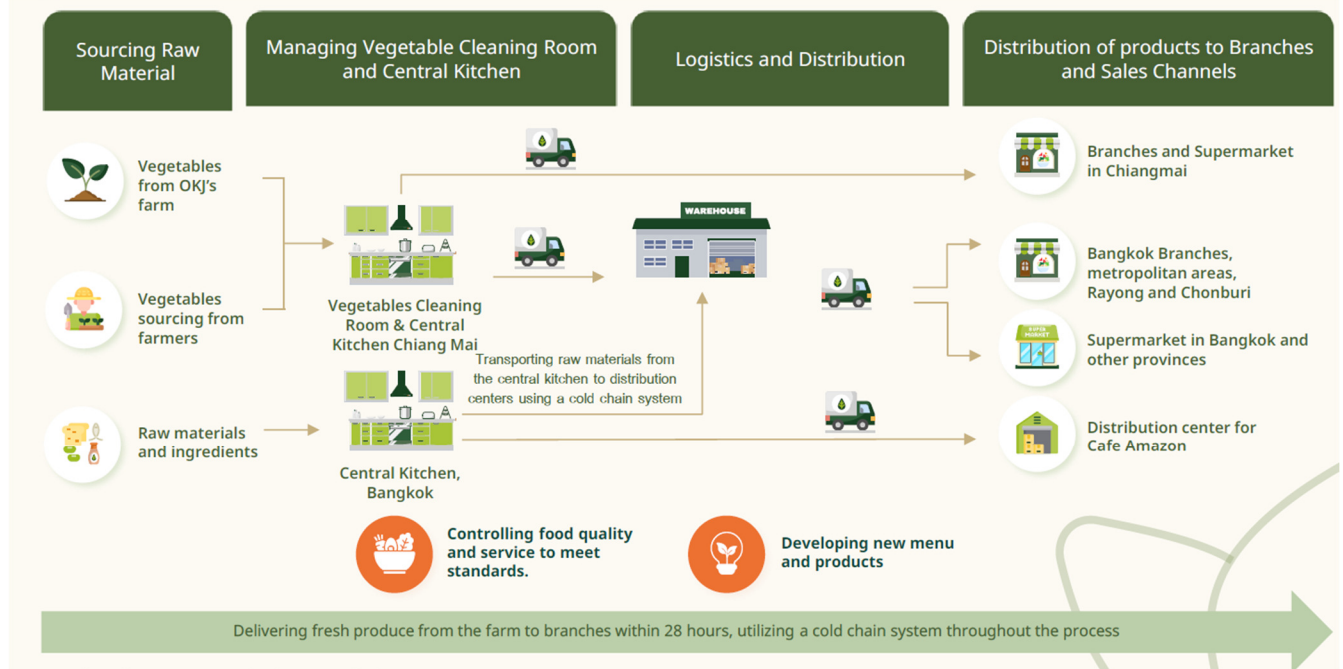 Sourcing Raw
Material
Managing Vegetable Cleaning Room
and Central Kitchen
Logistics and Distribution
Distribution of products to Branches
and Sales Channels
Vegetables
from OKJ's
farm
Vegetables
sourcing from
farmers
Raw materials
and ingredients
Vegetables Cleaning
Room & Central
Kitchen Chiang Mai
Transporting raw materials from
the central kitchen to distribution
centers using a cold chain system
Central Kitchen,
Bangkok
WAREHOUSE
Branches and Supermarket
in Chiangmai
Bangkok Branches,
metropolitan areas,
Rayong and Chonburi
SUPER
MARKET
Supermarket in Bangkok and
other provinces
Distribution center for
Cafe Amazon
Controlling food quality
and service to meet
standards.
Developing new menu
and products
Delivering fresh produce from the farm to branches within 28 hours, utilizing a cold chain system throughout the process